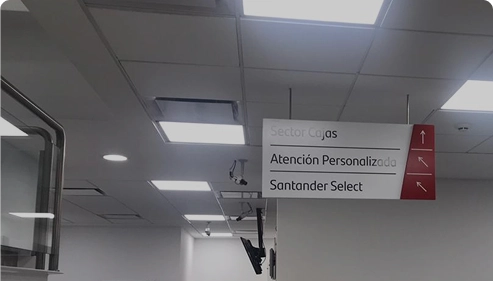 Sector Cajas
Atención Personalizada
Santander Select